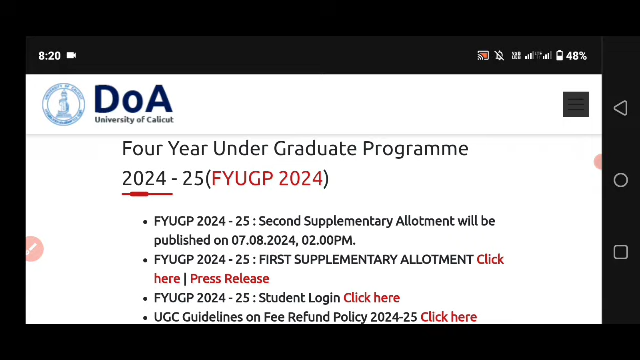 8:20
48%
DoA
University of Calicut
Four Year Under Graduate Programme
2024 - 25(FYUGP 2024)
FYUGP 2024 - 25 : Second Supplementary Allotment will be
published on 07.08.2024, 02.00PM.
FYUGP 2024 - 25 : FIRST SUPPLEMENTARY ALLOTMENT Click
here | Press Release
FYUGP 2024 - 25 : Student Login Click here
UGC Guidelines on Fee Refund Policy 2024-25 Click here